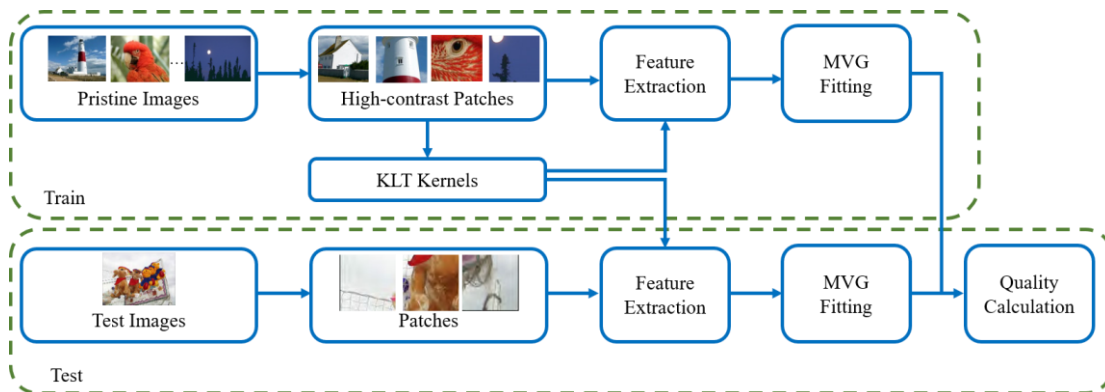 Pristine Images
High-contrast Patches
Feature
Extraction
MVG
Fitting
KLT Kernels
Train
Test Images
Patches
Feature
Extraction
MVG
Fitting
Quality
Calculation
Test